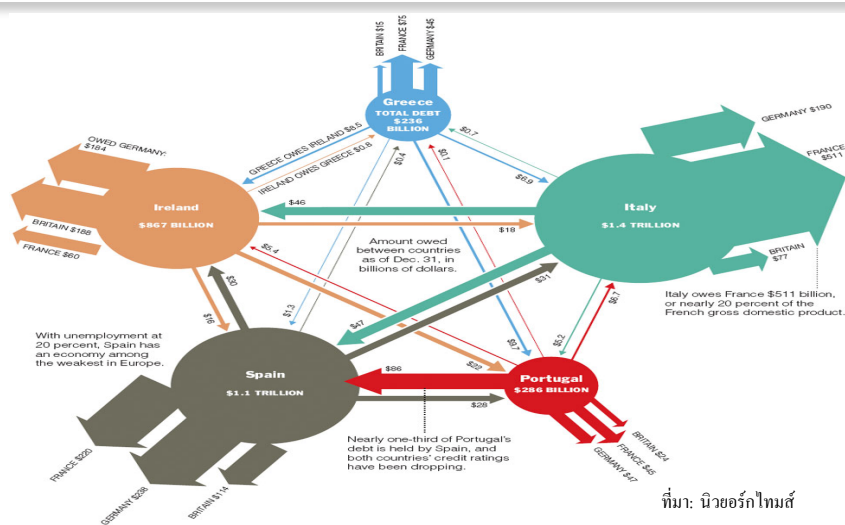 BRITAIN $15
FRANCE $75
GERMANY $45
Greece
TOTAL DEBT
$236
BILLION
GERMANY $190
FRANCE
$511
OWED GERMANY:
$184
GREECE OWES IRELAND $8.5
IRELAND OWES GREECE $0.8
$0.4
$0.1
$0.7
$6.9
Ireland
$867 BILLION
$46
Italy
$1.4 TRILLION
BRITAIN $188
FRANCE $60
$18
Amount owed
between countries
as of Dec. 31, in
billions of dollars.
$5.4
BRITAIN
$77
$30
$16
$1.3
$31
$6.7
Italy owes France $511 billion,
or nearly 20 percent of the
French gross domestic product.
With unemployment at
20 percent, Spain has
an economy among
the weakest in Europe.
$47
$9.7
$5.2
$22
Spain
$1.1 TRILLION
$86
Portugal
$286 BILLION
$28
Nearly one-third of Portugal's
debt is held by Spain, and
both countries' credit ratings
have been dropping.
FRANCE $220
GERMANY $238
BRITAIN $114
BRITAIN $24
FRANCE $45
GERMANY $47
ที่มา: นิวยอร์กไทมส์